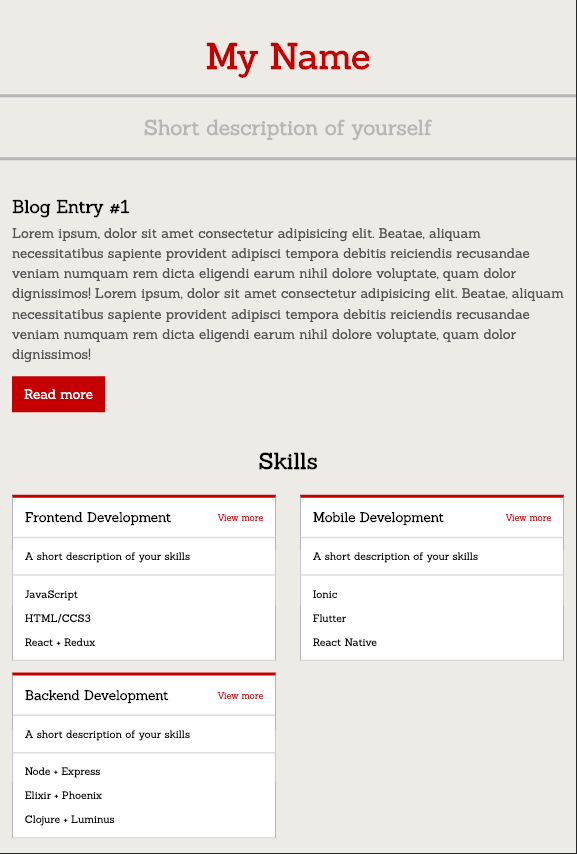 My Name
Short description of yourself
Blog Entry #1
Lorem ipsum, dolor sit amet consectetur adipisicing elit. Beatae, aliquam
necessitatibus sapiente provident adipisci tempora debitis reiciendis recusandae
veniam numquam rem dicta eligendi earum nihil dolore voluptate, quam dolor
dignissimos! Lorem ipsum, dolor sit amet consectetur adipisicing elit. Beatae, aliquam
necessitatibus sapiente provident adipisci tempora debitis reiciendis recusandae
veniam numquam rem dicta eligendi earum nihil dolore voluptate, quam dolor
dignissimos!
Read more
Skills
Frontend Development
View more
A short description of your skills
JavaScript
HTML/CCS3
React + Redux
Mobile Development
View more
A short description of your skills
Ionic
Flutter
React Native
Backend Development
View more
A short description of your skills
Node + Express
Elixir + Phoenix
Clojure + Luminus